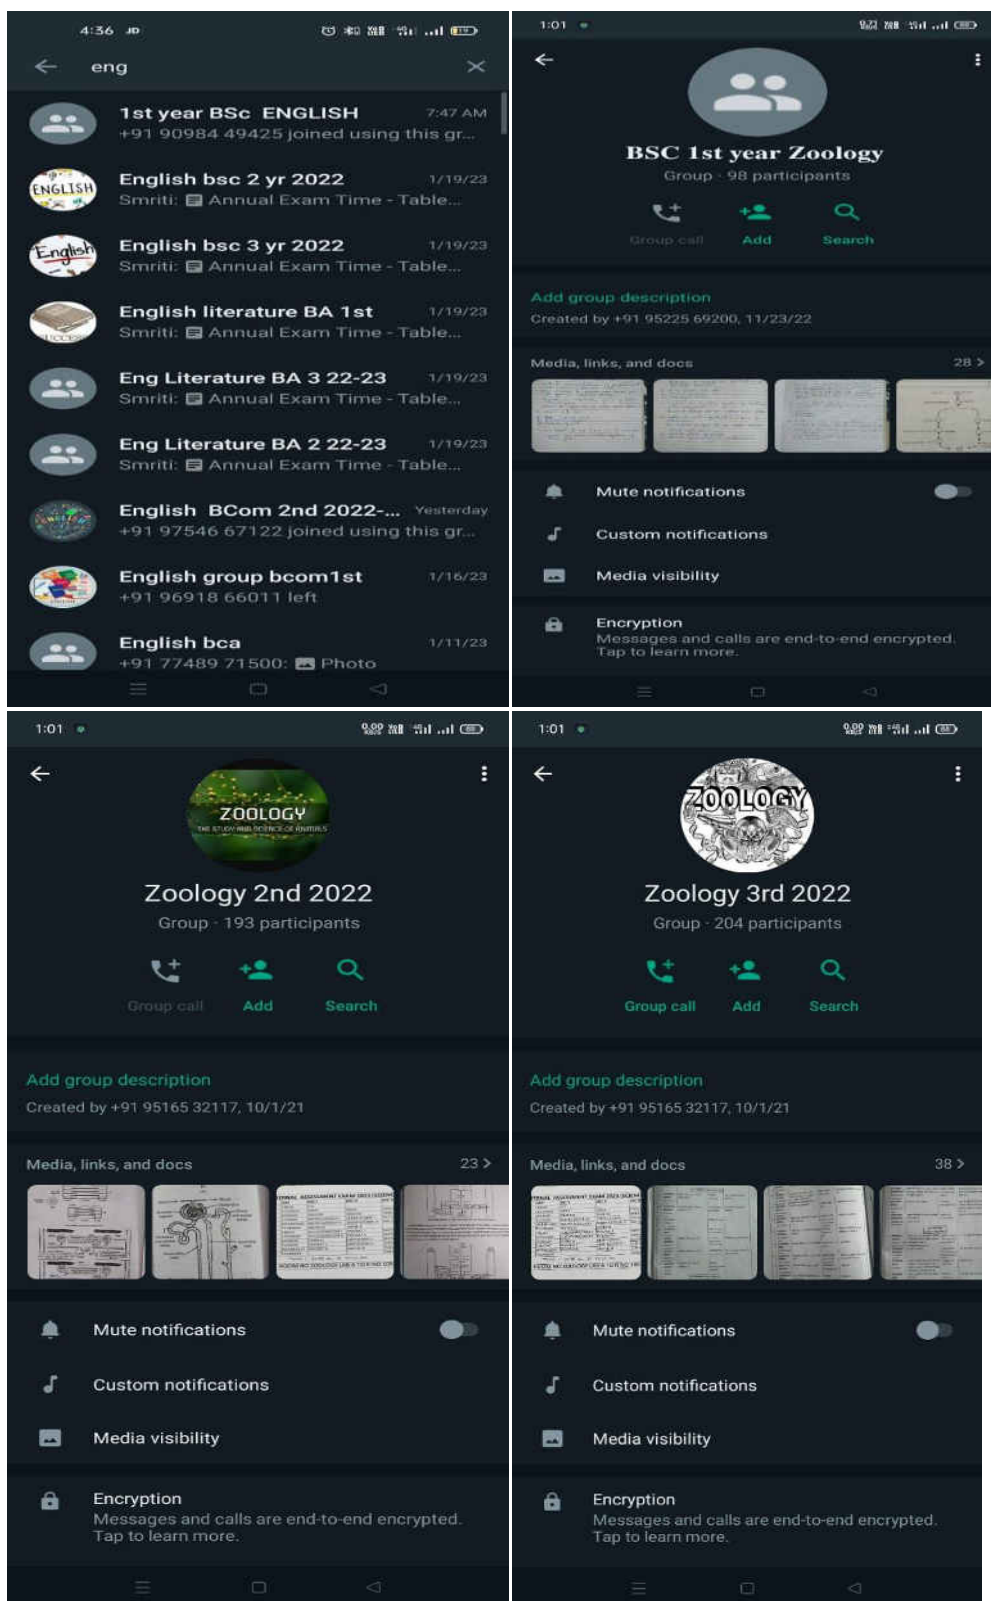 4:36 JD
eng
1st year BSc ENGLISH 7:47 AM
+91 90984 49425 joined using this gr...
ENGLISH
English bsc 2 yr 2022 1/19/23
Smriti: Annual Exam Time - Table...
English
English bsc 3 yr 2022 1/19/23
Smriti: Annual Exam Time - Table...
English literature BA 1st 1/19/23
Smriti: Annual Exam Time - Table...
Eng Literature BA 3 22-23 1/19/23
Smriti: Annual Exam Time - Table...
Eng Literature BA 2 22-23 1/19/23
Smriti: Annual Exam Time - Table...
English BCom 2nd 2022-... Yesterday
+91 97546 67122 joined using this gr...
English group bcom1st 1/16/23
+91 96918 66011 left
English bca 1/11/23
+91 77489 71500: Photo
1:01
BSC 1st year Zoology
Group · 98 participants
Group call Add Search
Add group description
Created by +91 95225 69200, 11/23/22
Media, links, and docs 28 >
Mute notifications
Custom notifications
Media visibility
Encryption
Messages and calls are end-to-end encrypted.
Tap to learn more.
1:01
ZOOLOGY
THE STUDY AND SCIENCE OF ANIMALS
Zoology 2nd 2022
Group · 193 participants
Group call Add Search
Add group description
Created by +91 95165 32117, 10/1/21
Media, links, and docs 23 >
Mute notifications
Custom notifications
Media visibility
Encryption
Messages and calls are end-to-end encrypted.
Tap to learn more.
1:01
ZOOLOGY
Zoology 3rd 2022
Group · 204 participants
Group call Add Search
Add group description
Created by +91 95165 32117, 10/1/21
Media, links, and docs 38 >
Mute notifications
Custom notifications
Media visibility
Encryption
Messages and calls are end-to-end encrypted.
Tap to learn more.